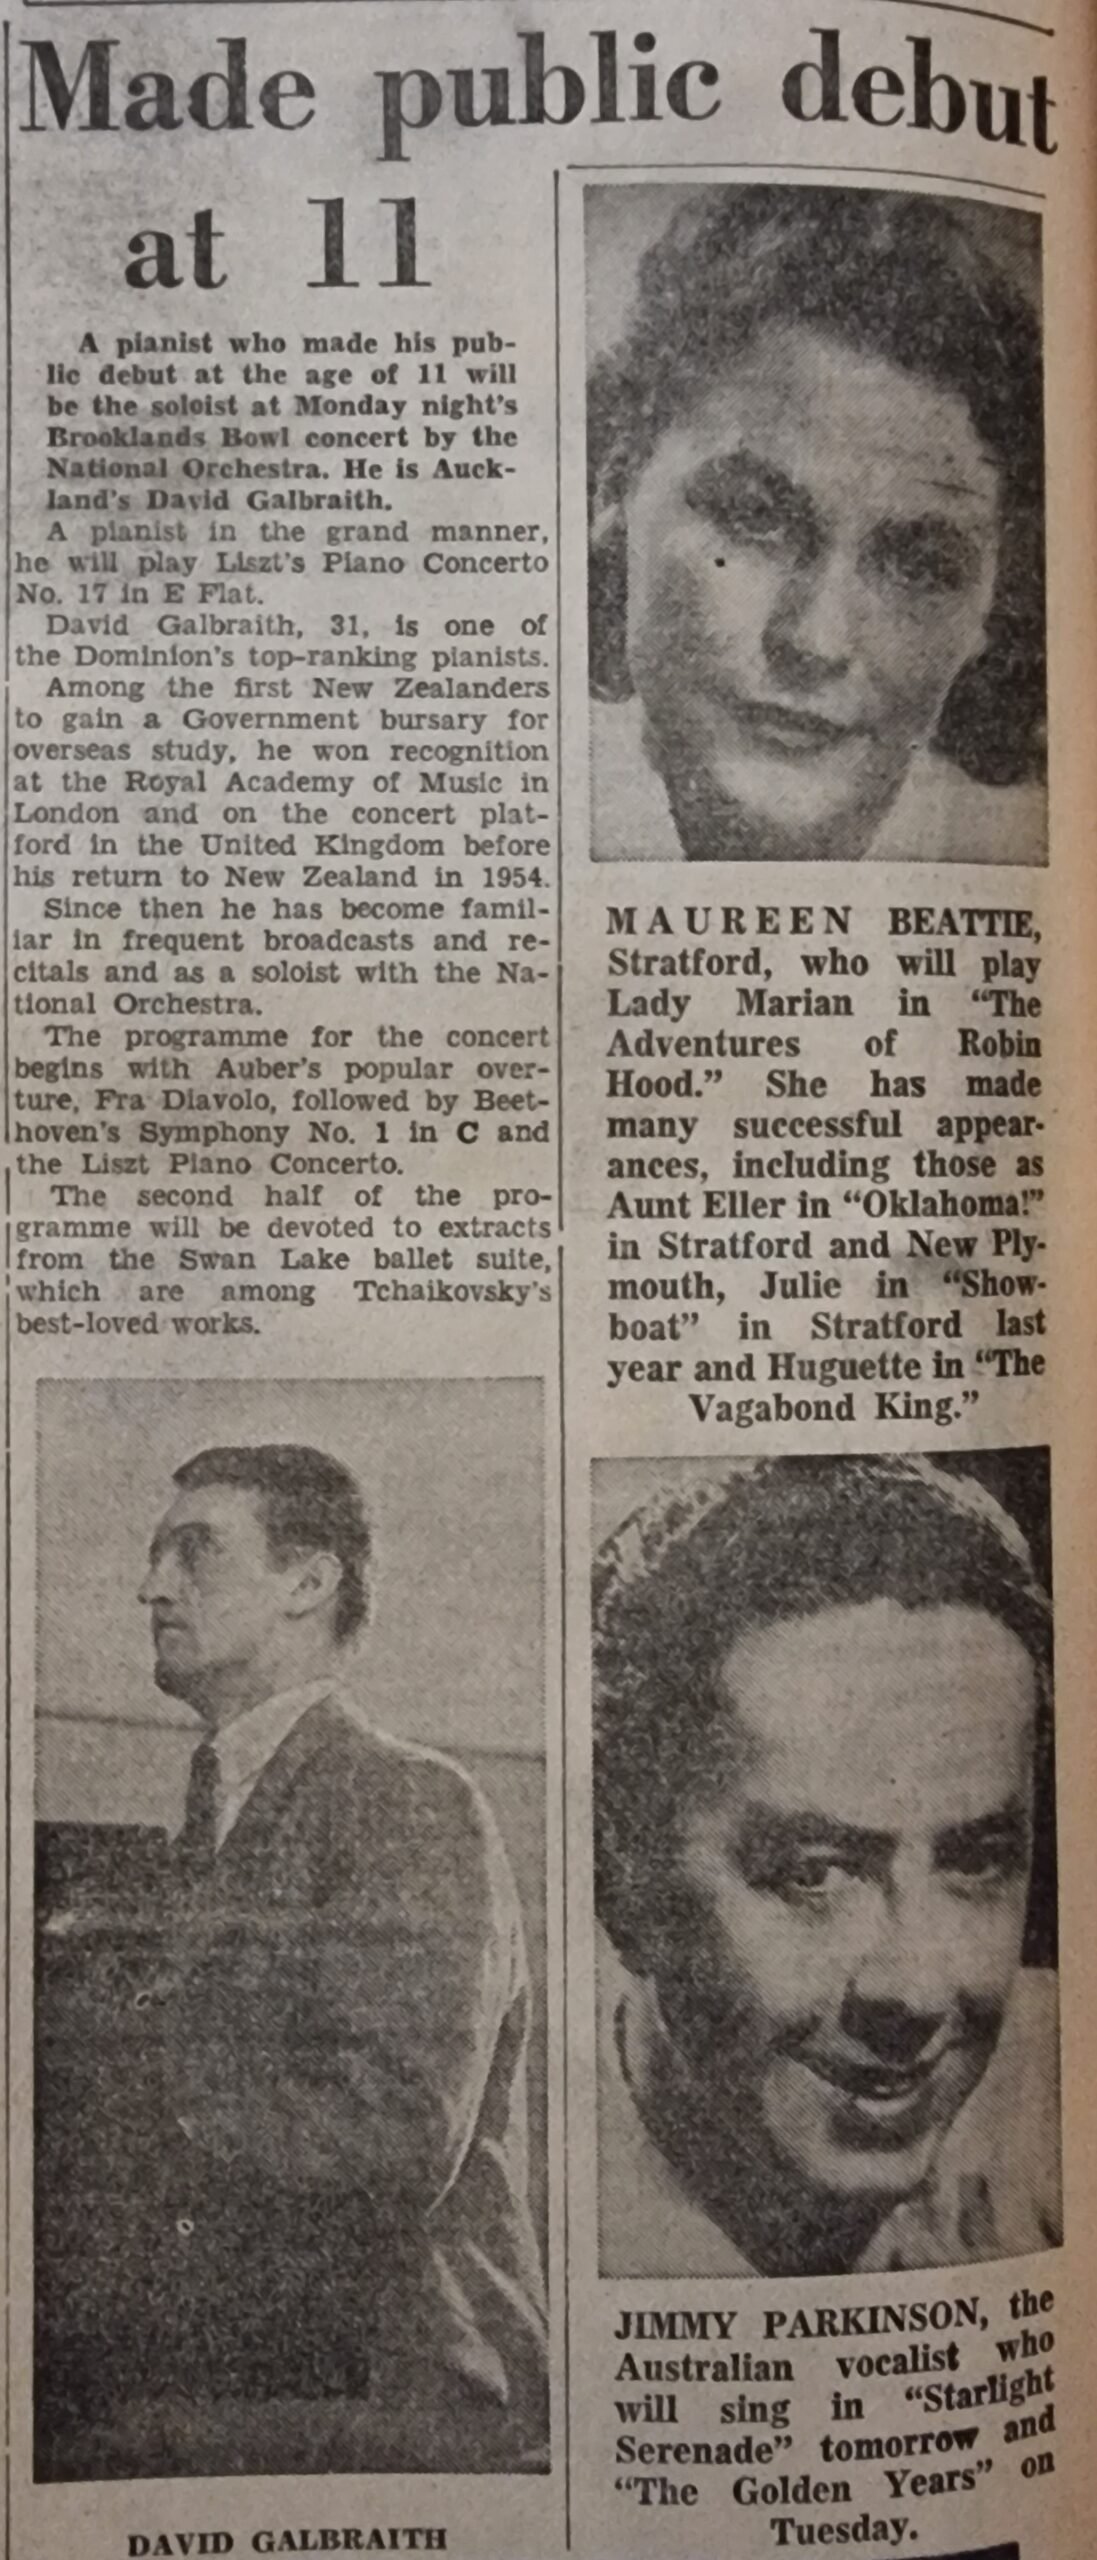 Made public debut
at 11
A pianist who made his pub-
lic debut at the age of 11 will
be the soloist at Monday night's
Brooklands Bowl concert by the
National Orchestra. He is Auck-
land's David Galbraith.
A pianist in the grand manner,
he will play Liszt's Piano Concerto
No. 17 in E Flat.
David Galbraith, 31, is one of
the Dominion's top-ranking pianists.
Among the first New Zealanders
to gain a Government bursary for
overseas study, he won recognition
at the Royal Academy of Music in
London and on the concert plat-
ford in the United Kingdom before
his return to New Zealand in 1954.
Since then he has become famil-
iar in frequent broadcasts and re-
citals and as a soloist with the Na-
tional Orchestra.
The programme for the concert
begins with Auber's popular over-
ture, Fra Diavolo, followed by Beet-
hoven's Symphony No. 1 in C and
the Liszt Piano Concerto.
The second half of the pro-
gramme will be devoted to extracts
from the Swan Lake ballet suite,
which are among Tchaikovsky's
best-loved works.
DAVID GALBRAITH
MAUREEN BEATTIE,
Stratford, who will play
Lady Marian in “The
Adventures of Robin
Hood.” She has made
many successful appear-
ances, including those as
Aunt Eller in “Oklahoma!”
in Stratford and New Ply-
mouth, Julie in “Show-
boat” in Stratford last
year and Huguette in “The
Vagabond King.”
JIMMY PARKINSON, the
Australian vocalist who
will sing in “Starlight
Serenade” tomorrow and
“The Golden Years” on
Tuesday.